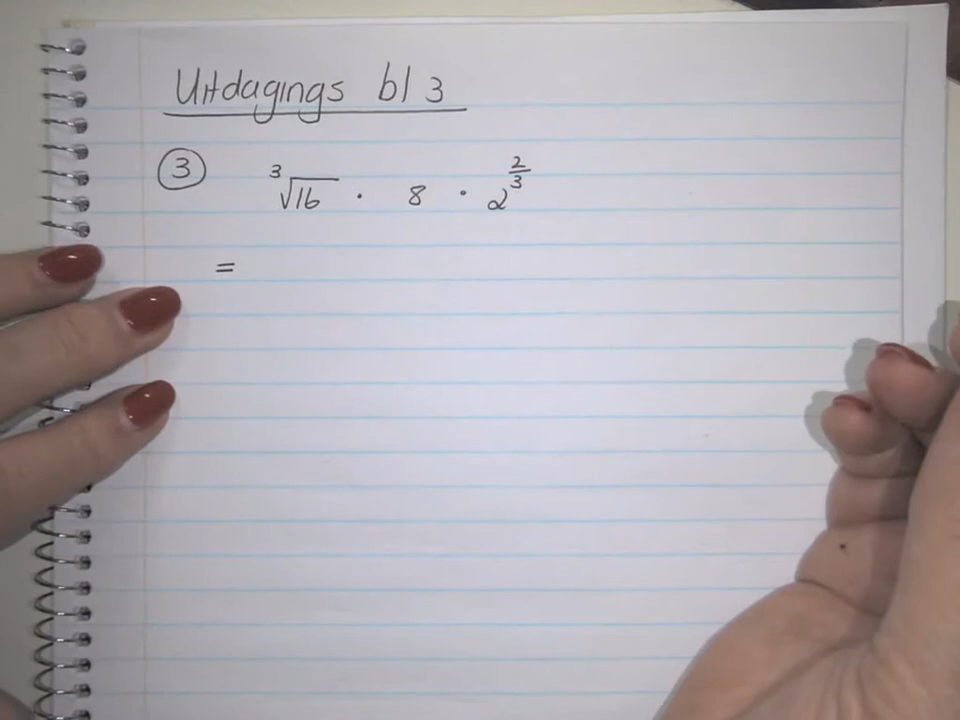 Uitdagings bl 3
③ ∛16 · 8 · 2^(2/3)
=